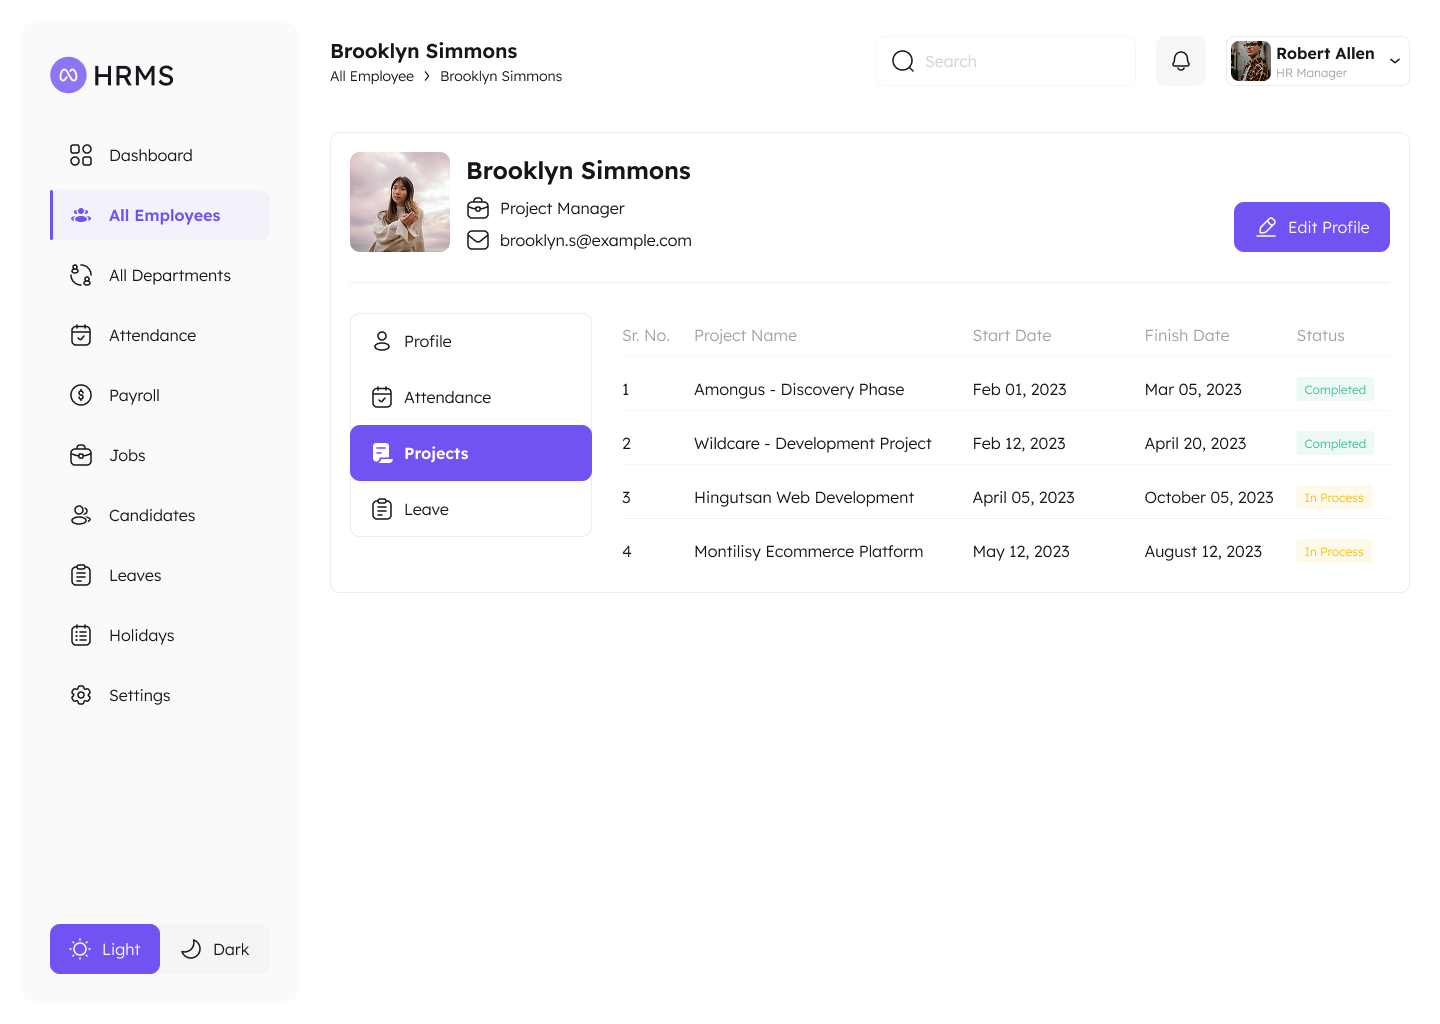 HRMS
Dashboard
All Employees
All Departments
Attendance
Payroll
Jobs
Candidates
Leaves
Holidays
Settings
Light
Dark
Brooklyn Simmons
All Employee > Brooklyn Simmons
Search
Robert Allen
HR Manager
Brooklyn Simmons
Project Manager
brooklyn.s@example.com
Edit Profile
Profile
Attendance
Projects
Leave
Sr. No. Project Name Start Date Finish Date Status
1 Amongus - Discovery Phase Feb 01, 2023 Mar 05, 2023 Completed
2 Wildcare - Development Project Feb 12, 2023 April 20, 2023 Completed
3 Hingutsan Web Development April 05, 2023 October 05, 2023 In Process
4 Montilisy Ecommerce Platform May 12, 2023 August 12, 2023 In Process